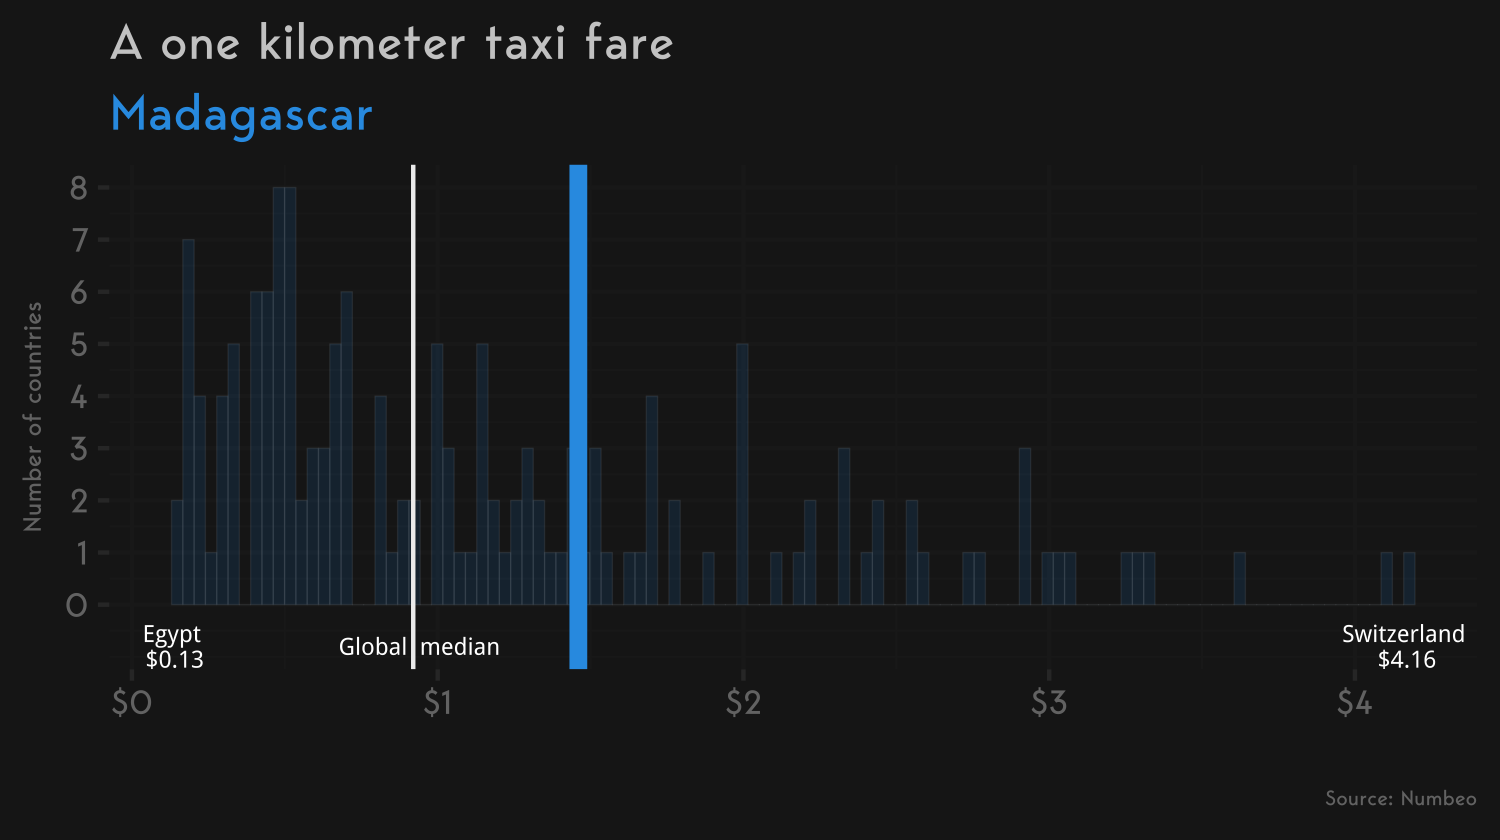 A one kilometer taxi fare
Madagascar
Number of countries
8
7
6
5
4
3
2
1
0
Egypt
$0.13
Global median
Switzerland
$4.16
$0 $1 $2 $3 $4
Source: Numbeo